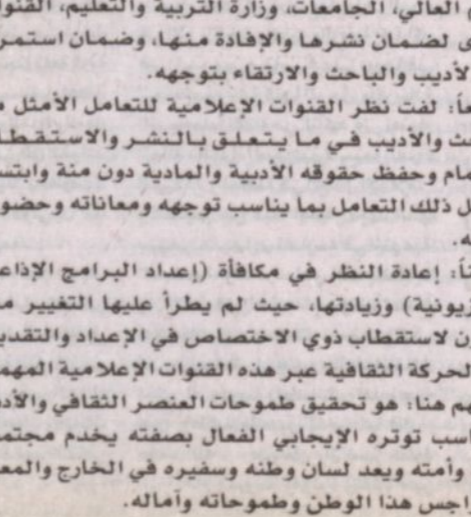 العالي، الجامعات، وزارة التربية والتعليم، القنوا
لضمان نشرها والإفادة منها، وضمان استمر
لأديب والباحث والارتقاء بتوجهه.
لفت نظر القنوات الإعلامية للتعامل الأمثل م
حث والأديب في ما يتعلق بالنشر والاستقطا
مام وحفظ حقوقه الأدبية والمادية دون منة وابتس
ل ذلك التعامل بما يناسب توجهه ومعاناته وحضو
إعادة النظر في مكافأة (إعداد البرامج الإذاع
زيونية) وزيادتها، حيث لم يطرأ عليها التغيير م
ن لاستقطاب ذوي الاختصاص في الإعداد والتقدي
لحركة الثقافية عبر هذه القنوات الإعلامية المهم
م هنا: هو تحقيق طموحات العنصر الثقافي والأد
اسب توتره الإيجابي الفعال بصفته يخدم مجتم
وأمته ويعد لسان وطنه وسفيره في الخارج والمع
اجس هذا الوطن وطموحاته وآماله.